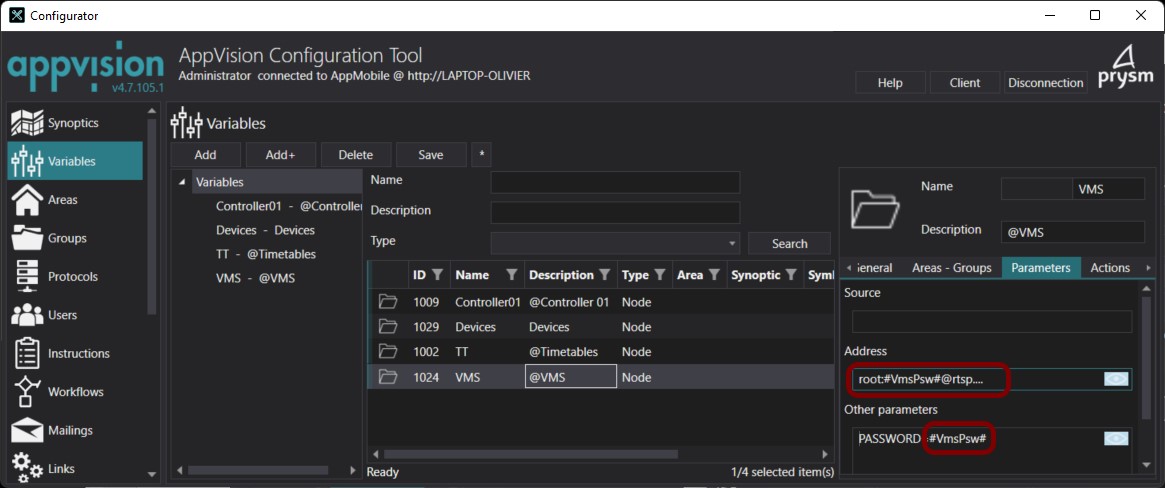 Configurator
appvision
v4.7.105.1
AppVision Configuration Tool
Administrator connected to AppMobile @ http://LAPTOP-OLIVIER
Help
Client
Disconnection
prysm
Synoptics
Variables
Areas
Groups
Protocols
Users
Instructions
Workflows
Mailings
Links
Variables
Add
Add+
Delete
Save
*
Variables
Controller01 - @Controller
Devices - Devices
TT - @Timetables
VMS - @VMS
Name
Description
Type
Search
ID Name Description Type Area Synoptic Syml
1009 Controller01 @Controller 01 Node
1029 Devices Devices Node
1002 TT @Timetables Node
1024 VMS @VMS Node
Ready
1/4 selected item(s)
Name
VMS
Description
@VMS
General
Areas - Groups
Parameters
Actions
Source
Address
root:#VmsPsw#@rtsp....
Other parameters
PASSWORD=#VmsPsw#